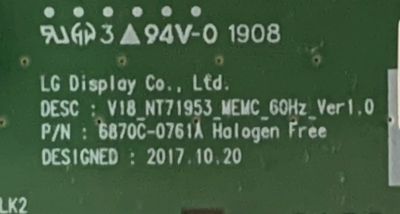 3 94V-0 1908
LG Display Co., Ltd.
DESC : V18_NT71953_MEMC_60Hz_Ver1.0
P/N : 6870C-0761A Halogen Free
DESIGNED : 2017.10.20
LK2